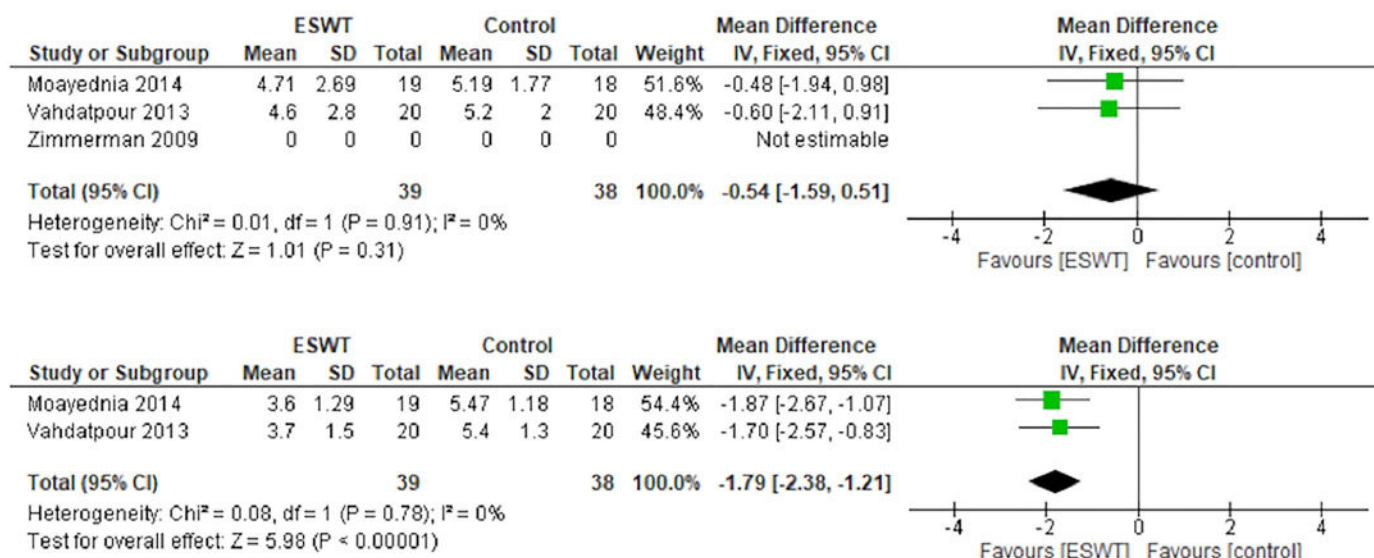 ESWT Control Mean Difference Mean Difference
Study or Subgroup Mean SD Total Mean SD Total Weight IV, Fixed, 95% CI IV, Fixed, 95% CI
Moayednia 2014 4.71 2.69 19 5.19 1.77 18 51.6% -0.48 [-1.94, 0.98]
Vahdatpour 2013 4.6 2.8 20 5.2 2 20 48.4% -0.60 [-2.11, 0.91]
Zimmerman 2009 0 0 0 0 0 0 Not estimable
Total (95% CI) 39 38 100.0% -0.54 [-1.59, 0.51]
Heterogeneity: Chi² = 0.01, df = 1 (P = 0.91); I² = 0%
Test for overall effect: Z = 1.01 (P = 0.31)
-4 -2 0 2 4
Favours [ESWT] Favours [control]
ESWT Control Mean Difference Mean Difference
Study or Subgroup Mean SD Total Mean SD Total Weight IV, Fixed, 95% CI IV, Fixed, 95% CI
Moayednia 2014 3.6 1.29 19 5.47 1.18 18 54.4% -1.87 [-2.67, -1.07]
Vahdatpour 2013 3.7 1.5 20 5.4 1.3 20 45.6% -1.70 [-2.57, -0.83]
Total (95% CI) 39 38 100.0% -1.79 [-2.38, -1.21]
Heterogeneity: Chi² = 0.08, df = 1 (P = 0.78); I² = 0%
Test for overall effect: Z = 5.98 (P < 0.00001)
-4 -2 0 2 4
Favours [ESWT] Favours [control]